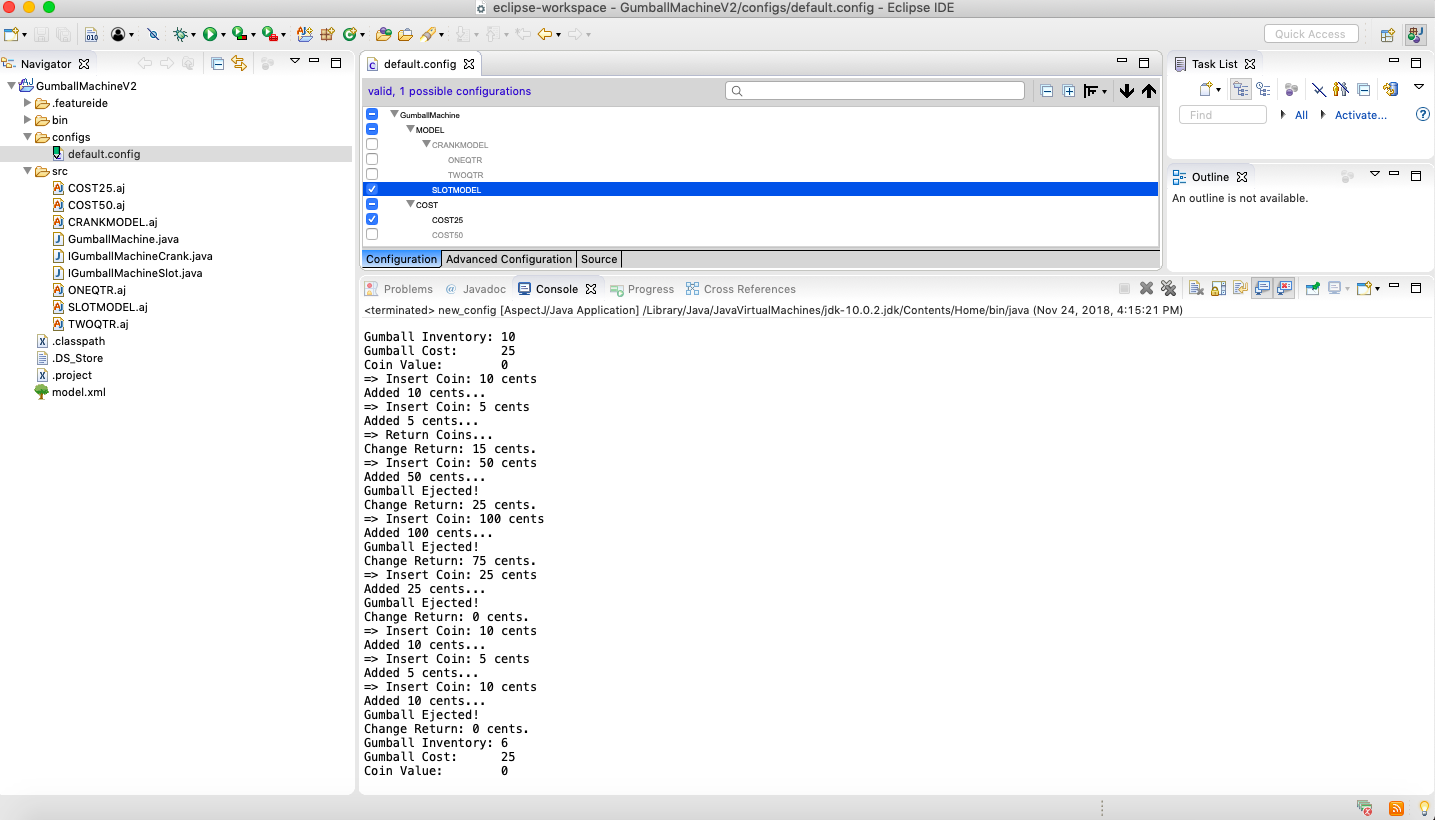 eclipse-workspace - GumballMachineV2/configs/default.config - Eclipse IDE
Quick Access
Navigator
GumballMachineV2
.featureide
bin
configs
default.config
src
COST25.aj
COST50.aj
CRANKMODEL.aj
GumballMachine.java
IGumballMachineCrank.java
IGumballMachineSlot.java
ONEQTR.aj
SLOTMODEL.aj
TWOQTR.aj
.classpath
.DS_Store
.project
model.xml
default.config
valid, 1 possible configurations
GumballMachine
MODEL
CRANKMODEL
ONEQTR
TWOQTR
SLOTMODEL
COST
COST25
COST50
Configuration Advanced Configuration Source
Task List
Find All Activate...
Outline
An outline is not available.
Problems @ Javadoc Console Progress Cross References
<terminated> new_config [AspectJ/Java Application] /Library/Java/JavaVirtualMachines/jdk-10.0.2.jdk/Contents/Home/bin/java (Nov 24, 2018, 4:15:21 PM)
Gumball Inventory: 10
Gumball Cost: 25
Coin Value: 0
=> Insert Coin: 10 cents
Added 10 cents...
=> Insert Coin: 5 cents
Added 5 cents...
=> Return Coins...
Change Return: 15 cents.
=> Insert Coin: 50 cents
Added 50 cents...
Gumball Ejected!
Change Return: 25 cents.
=> Insert Coin: 100 cents
Added 100 cents...
Gumball Ejected!
Change Return: 75 cents.
=> Insert Coin: 25 cents
Added 25 cents...
Gumball Ejected!
Change Return: 0 cents.
=> Insert Coin: 10 cents
Added 10 cents...
=> Insert Coin: 5 cents
Added 5 cents...
=> Insert Coin: 10 cents
Added 10 cents...
Gumball Ejected!
Change Return: 0 cents.
Gumball Inventory: 6
Gumball Cost: 25
Coin Value: 0